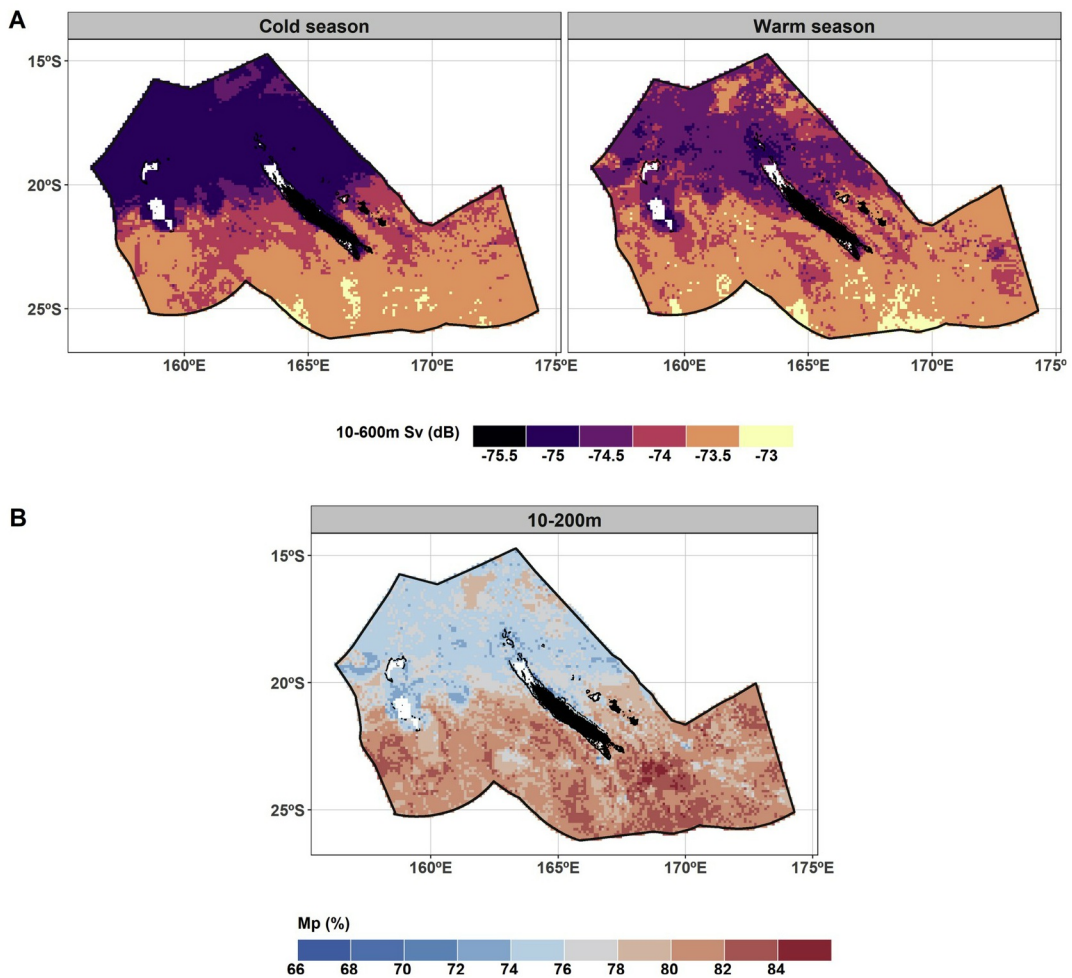 A
Cold season
Warm season
15ºS
20ºS
25ºS
160ºE 165ºE 170ºE 175ºE
160ºE 165ºE 170ºE 175º
10-600m Sv (dB)
-75.5 -75 -74.5 -74 -73.5 -73
B
10-200m
15ºS
20ºS
25ºS
160ºE 165ºE 170ºE 175ºE
Mp (%)
66 68 70 72 74 76 78 80 82 84